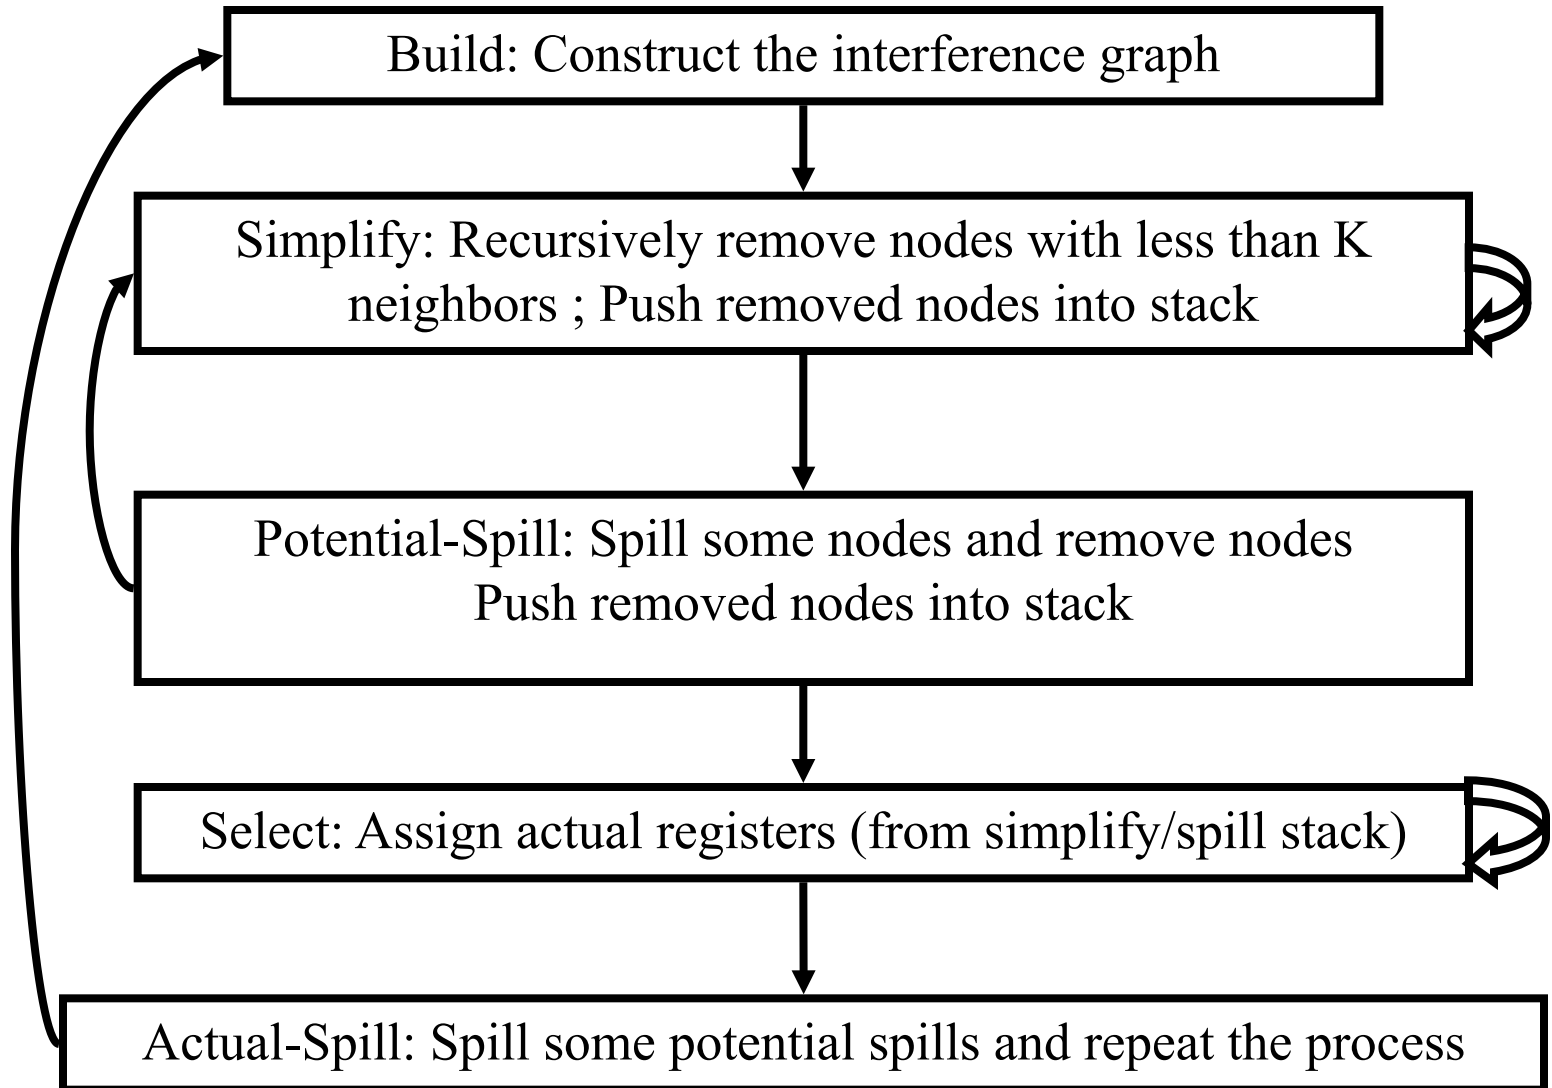 Build: Construct the interference graph
Simplify: Recursively remove nodes with less than K
neighbors ; Push removed nodes into stack
Potential-Spill: Spill some nodes and remove nodes
Push removed nodes into stack
Select: Assign actual registers (from simplify/spill stack)
Actual-Spill: Spill some potential spills and repeat the process